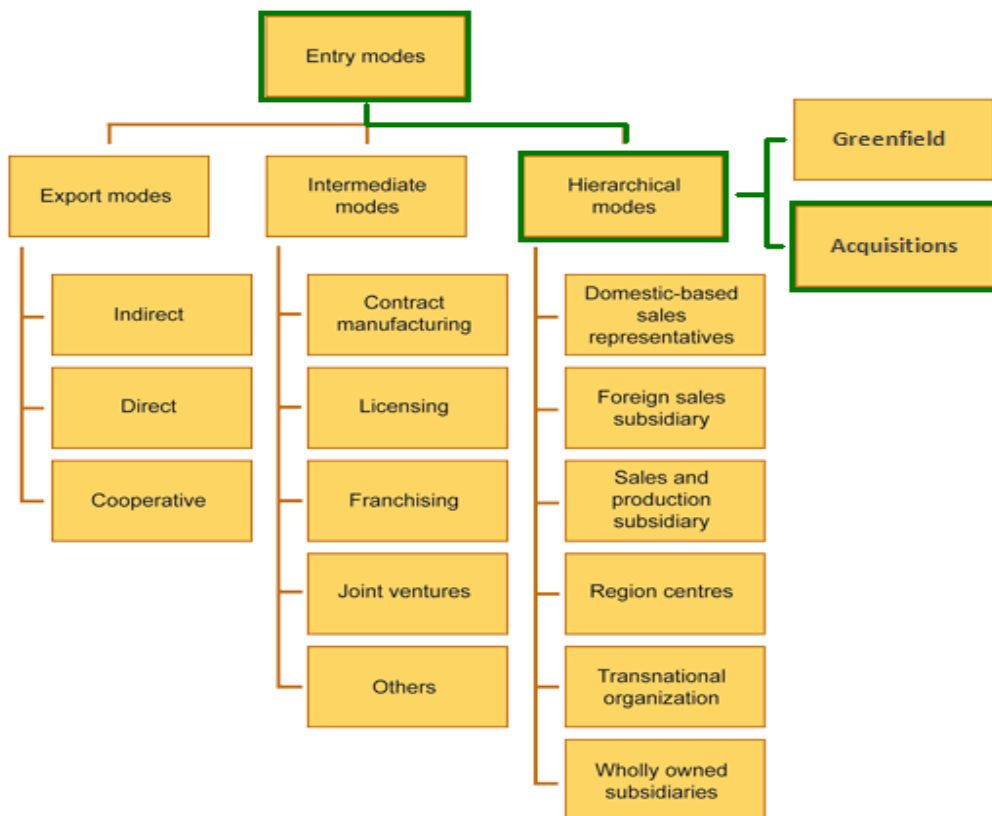 Entry modes
Export modes
Intermediate
modes
Hierarchical
modes
Greenfield
Acquisitions
Indirect
Direct
Cooperative
Contract
manufacturing
Licensing
Franchising
Joint ventures
Others
Domestic-based
sales
representatives
Foreign sales
subsidiary
Sales and
production
subsidiary
Region centres
Transnational
organization
Wholly owned
subsidiaries